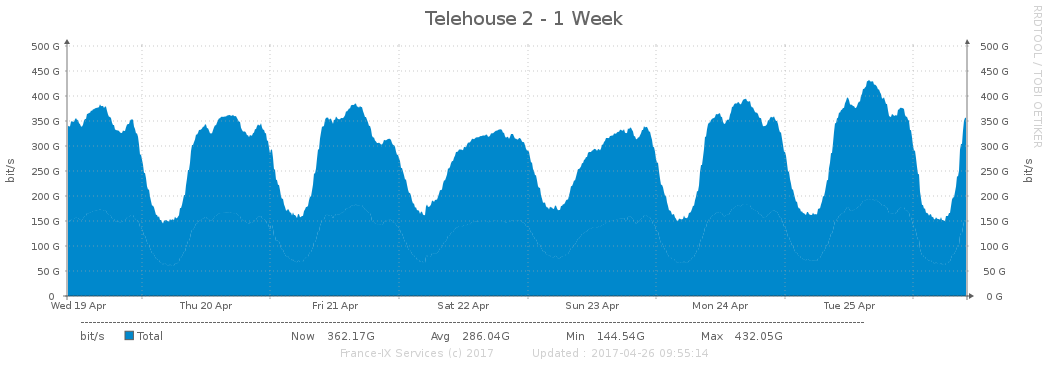 Telehouse 2 - 1 Week
RRDTOOL / TOBI OETIKER
500 G 500 G
450 G 450 G
400 G 400 G
350 G 350 G
300 G 300 G
250 G 250 G
200 G 200 G
150 G 150 G
100 G 100 G
50 G 50 G
0 0 G
bit/s bit/s
Wed 19 Apr Thu 20 Apr Fri 21 Apr Sat 22 Apr Sun 23 Apr Mon 24 Apr Tue 25 Apr
bit/s Total Now 362.17G Avg 286.04G Min 144.54G Max 432.05G
France-IX Services (c) 2017 Updated : 2017-04-26 09:55:14